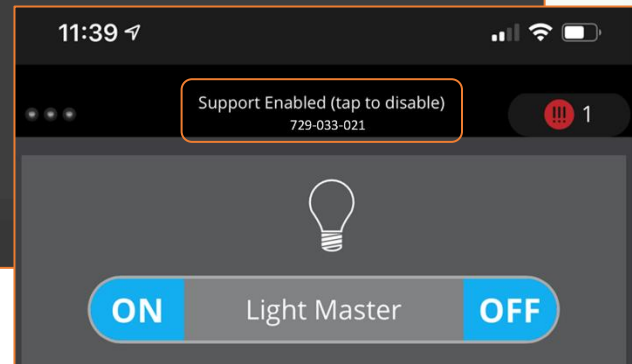 11:39
Support Enabled (tap to disable)
729-033-021
!!! 1
ON Light Master OFF